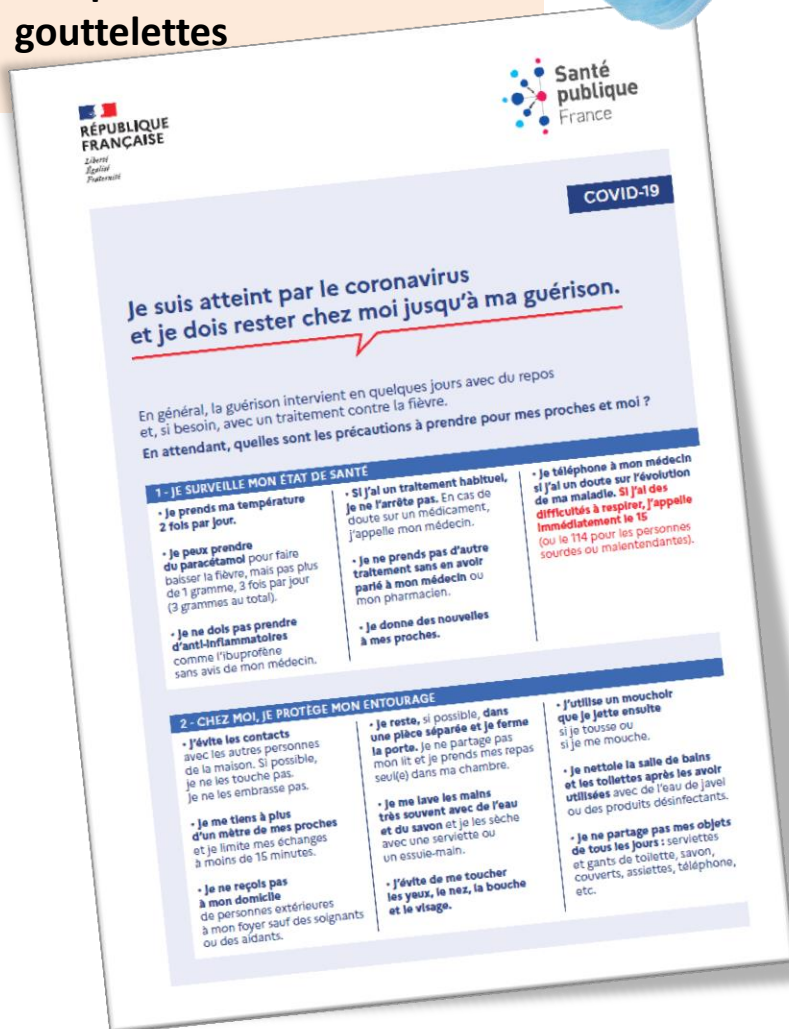 gouttelettes
RÉPUBLIQUE
FRANÇAISE
Liberté
Égalité
Fraternité
Santé
publique
France
COVID-19
Je suis atteint par le coronavirus
et je dois rester chez moi jusqu'à ma guérison.
En général, la guérison intervient en quelques jours avec du repos
et, si besoin, avec un traitement contre la fièvre.
En attendant, quelles sont les précautions à prendre pour mes proches et moi ?
1 - JE SURVEILLE MON ÉTAT DE SANTÉ
• Je prends ma température
2 fois par jour.
• Je peux prendre
du paracétamol pour faire
baisser la fièvre, mais pas plus
de 1 gramme, 3 fois par jour
(3 grammes au total).
• Je ne dois pas prendre
d'anti-inflammatoires
comme l'ibuprofène
sans avis de mon médecin.
• Si j'ai un traitement habituel,
je ne l'arrête pas. En cas de
doute sur un médicament,
j'appelle mon médecin.
• Je ne prends pas d'autre
traitement sans en avoir
parlé à mon médecin ou
mon pharmacien.
• Je donne des nouvelles
à mes proches.
• Je téléphone à mon médecin
si j'ai un doute sur l'évolution
de ma maladie. Si j'ai des
difficultés à respirer, j'appelle
immédiatement le 15
(ou le 114 pour les personnes
sourdes ou malentendantes).
2 - CHEZ MOI, JE PROTÈGE MON ENTOURAGE
• J'évite les contacts
avec les autres personnes
de la maison. Si possible,
je ne les touche pas.
Je ne les embrasse pas.
• Je me tiens à plus
d'un mètre de mes proches
et je limite mes échanges
à moins de 15 minutes.
• Je ne reçois pas
à mon domicile
de personnes extérieures
à mon foyer sauf des soignants
ou des aidants.
• Je reste, si possible, dans
une pièce séparée et je ferme
la porte. Je ne partage pas
mon lit et je prends mes repas
seul(e) dans ma chambre.
• Je me lave les mains
très souvent avec de l'eau
et du savon et je les sèche
avec une serviette ou
un essuie-main.
• J'évite de me toucher
les yeux, le nez, la bouche
et le visage.
• J'utilise un mouchoir
que je jette ensuite
si je tousse ou
si je me mouche.
• Je nettoie la salle de bains
et les toilettes après les avoir
utilisées avec de l'eau de javel
ou des produits désinfectants.
• Je ne partage pas mes objets
de tous les jours : serviettes
et gants de toilette, savon,
couverts, assiettes, téléphone,
etc.